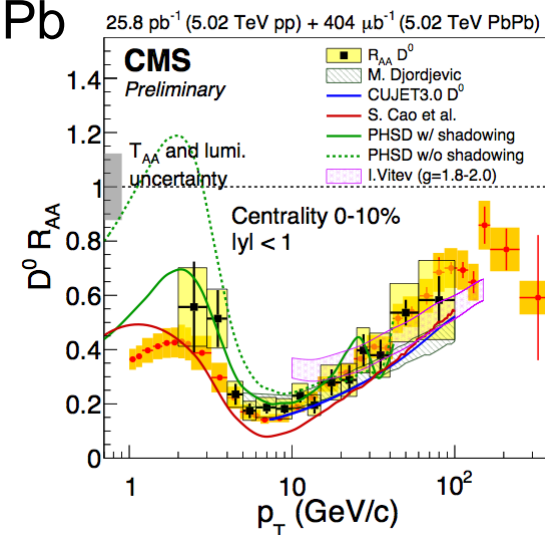 Pb
25.8 pb⁻¹ (5.02 TeV pp) + 404 μb⁻¹ (5.02 TeV PbPb)
CMS
Preliminary
R_AA D⁰
M. Djordjevic
CUJET3.0 D⁰
S. Cao et al.
PHSD w/ shadowing
PHSD w/o shadowing
I.Vitev (g=1.8-2.0)
T_AA and lumi.
uncertainty
Centrality 0-10%
|y| < 1
D⁰ R_AA
1.4
1.2
1
0.8
0.6
0.4
0.2
0
1
10
10²
p_T (GeV/c)